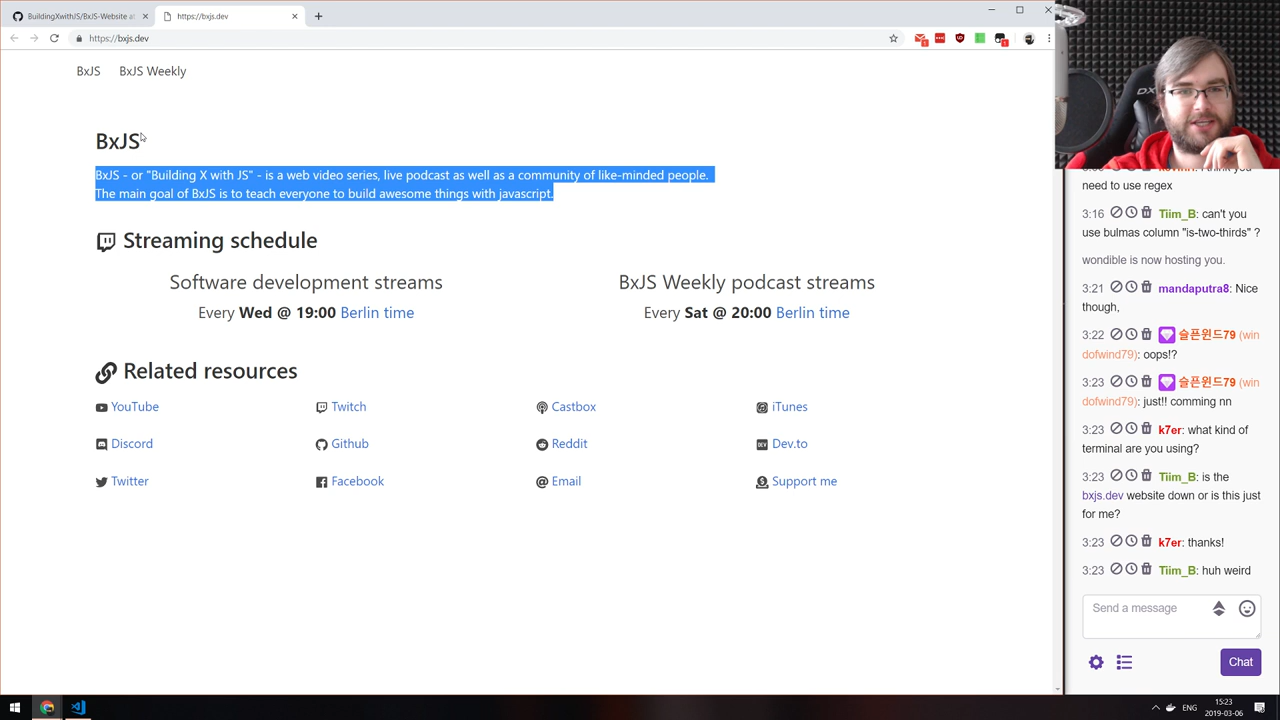 BuildingXwithJS/BxJS-Website at
https://bxjs.dev
https://bxjs.dev
BxJS
BxJS Weekly
BxJS
BxJS - or "Building X with JS" - is a web video series, live podcast as well as a community of like-minded people.
The main goal of BxJS is to teach everyone to build awesome things with javascript.
Streaming schedule
Software development streams
Every Wed @ 19:00 Berlin time
BxJS Weekly podcast streams
Every Sat @ 20:00 Berlin time
Related resources
YouTube
Twitch
Castbox
iTunes
Discord
Github
Reddit
Dev.to
Twitter
Facebook
Email
Support me
need to use regex
3:16 Tiim_B: can't you
use bulmas column "is-two-thirds" ?
wondible is now hosting you.
3:21 mandaputra8: Nice
though,
3:22 슬픈윈드79 (win
dofwind79): oops!?
3:23 슬픈윈드79 (win
dofwind79): just!! comming nn
3:23 k7er: what kind of
terminal are you using?
3:23 Tiim_B: is the
bxjs.dev website down or is this just
for me?
3:23 k7er: thanks!
3:23 Tiim_B: huh weird
Send a message
Chat
ENG
15:23
2019-03-06